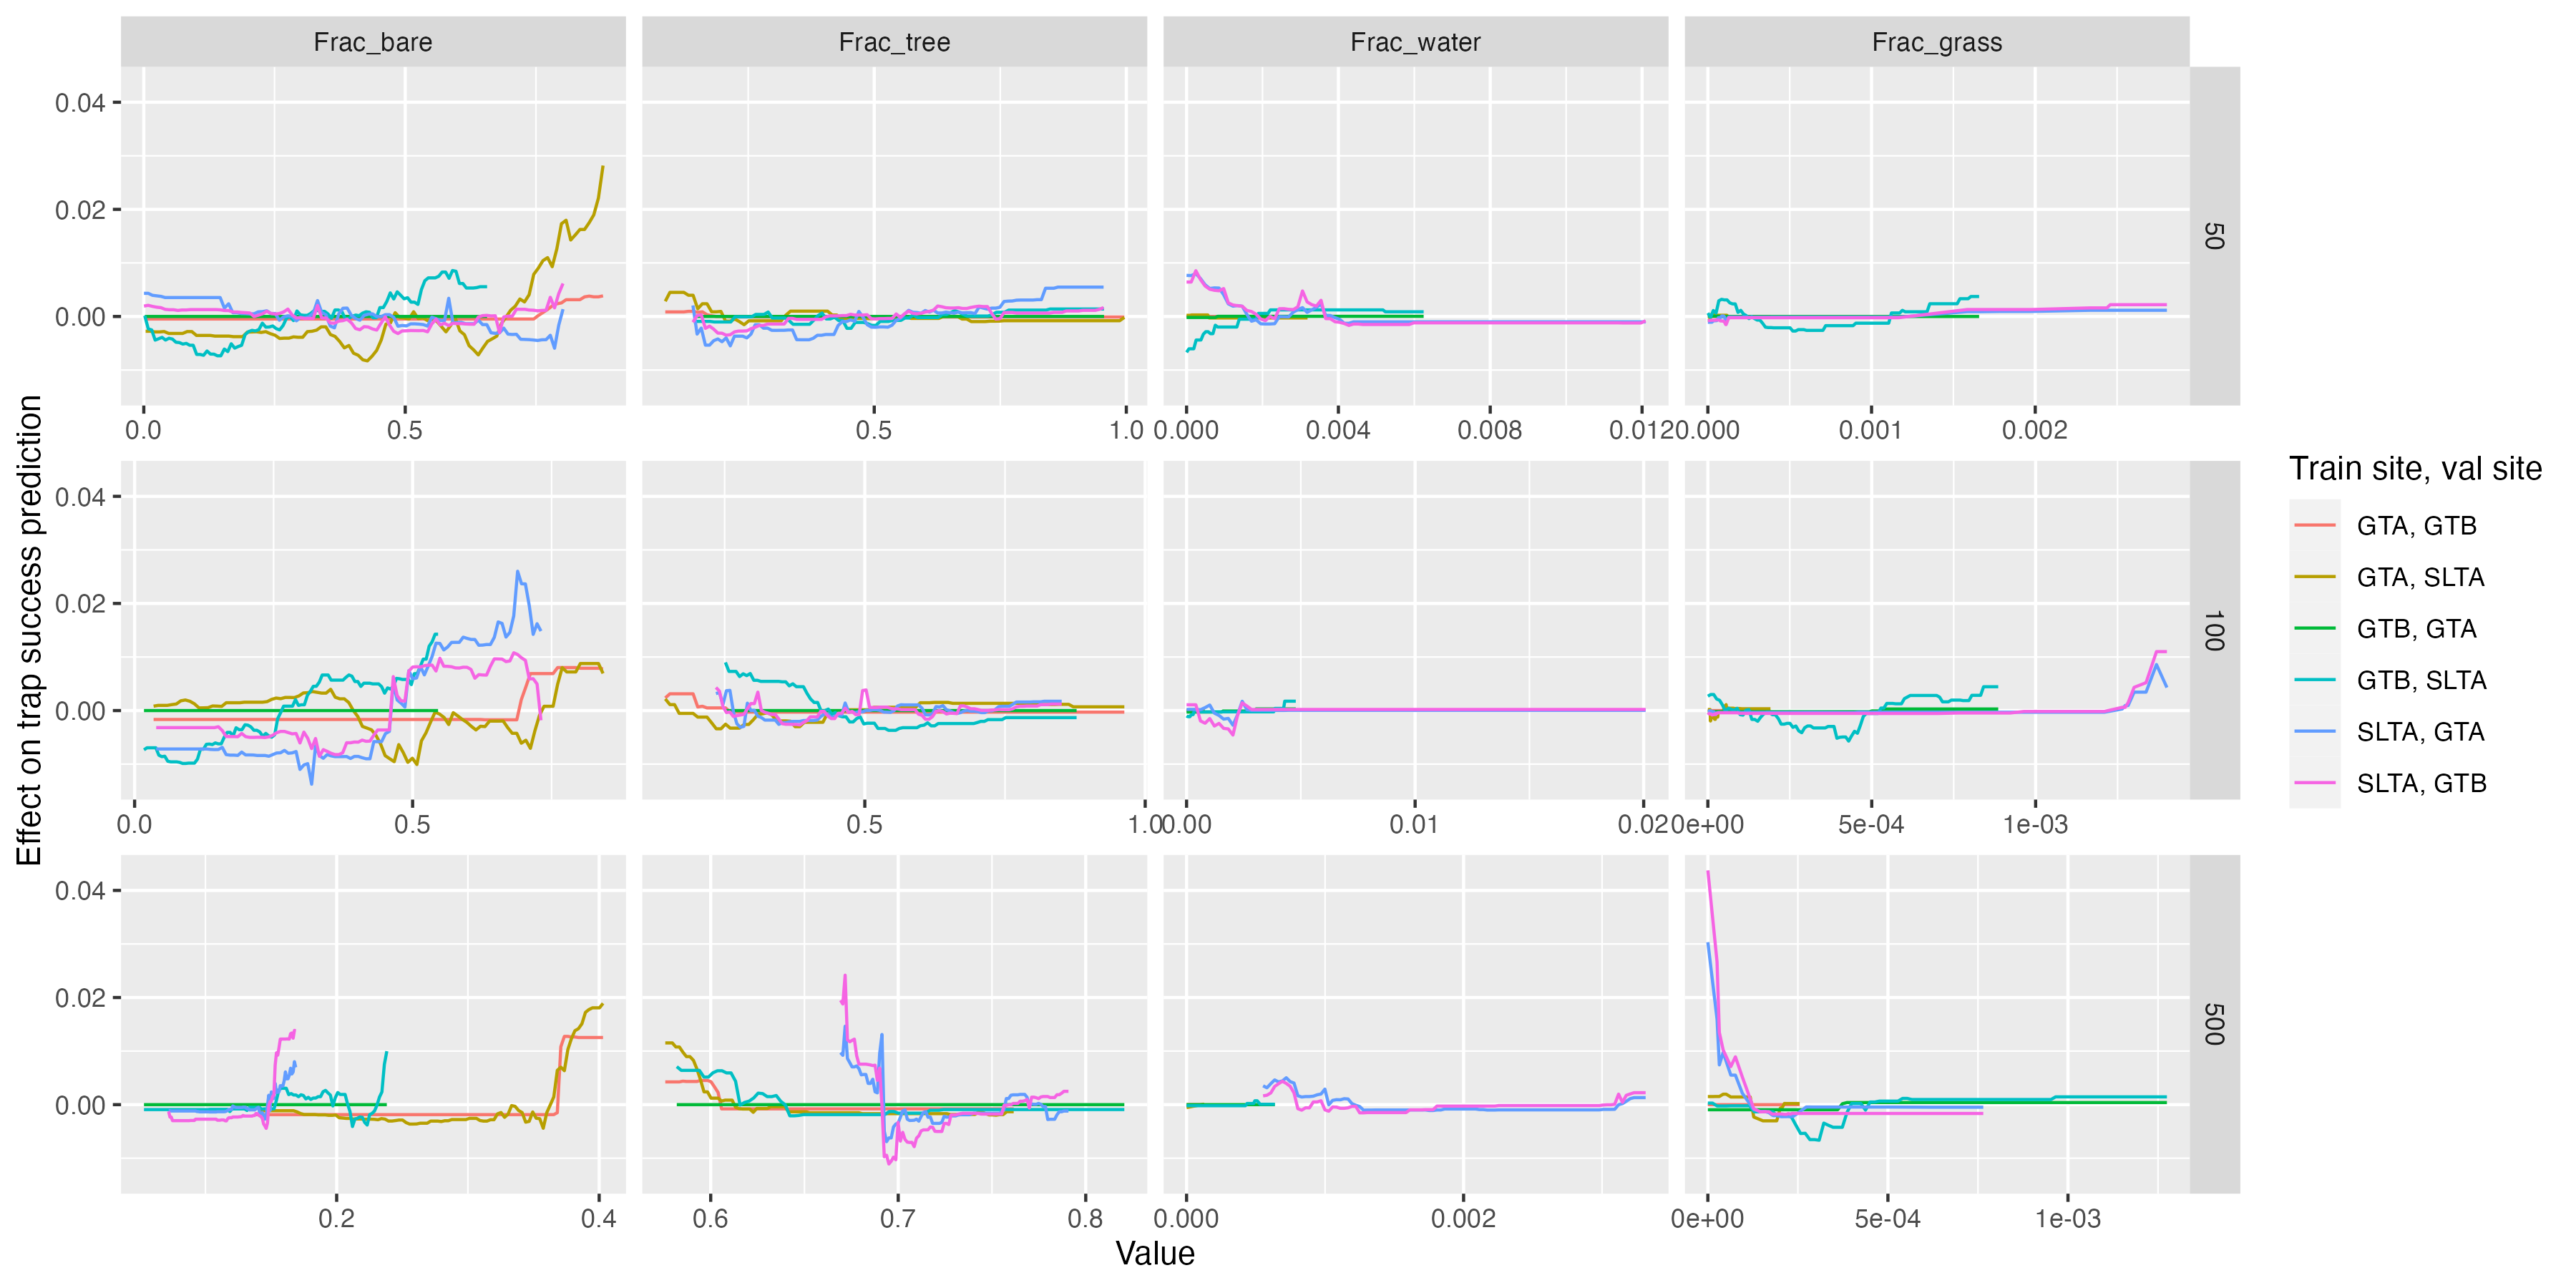 Frac_bare Frac_tree Frac_water Frac_grass
0.04
0.02
0.00
50
0.0 0.5 0.5 1.0 0.000 0.004 0.008 0.012 0.000 0.001 0.002
Effect on trap success prediction
0.04
0.02
0.00
100
0.0 0.5 0.5 1.0 0.00 0.01 0.02 0e+00 5e-04 1e-03
0.04
0.02
0.00
500
0.2 0.4 0.6 0.7 0.8 0.000 0.002 0e+00 5e-04 1e-03
Value
Train site, val site
GTA, GTB
GTA, SLTA
GTB, GTA
GTB, SLTA
SLTA, GTA
SLTA, GTB